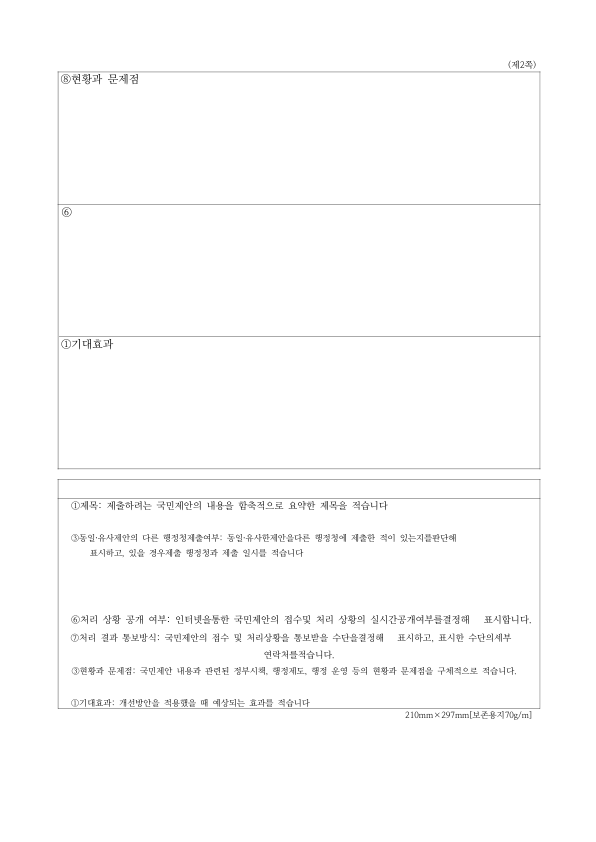 (제2쪽)
⑧현황과 문제점
⑥
①기대효과
①제목: 제출하려는 국민제안의 내용을 함축적으로 요약한 제목을 적습니다
③동일·유사제안의 다른 행정청제출여부: 동일·유사한제안을다른 행정청에 제출한 적이 있는지를판단해
표시하고, 있을 경우제출 행정청과 제출 일시를 적습니다
⑥처리 상황 공개 여부: 인터넷을통한 국민제안의 점수및 처리 상황의 실시간공개여부를결정해 표시합니다.
⑦처리 결과 통보방식: 국민제안의 점수 및 처리상황을 통보받을 수단을결정해 표시하고, 표시한 수단의세부
연락처를적습니다.
③현황과 문제점: 국민제안 내용과 관련된 정부시책, 행정제도, 행정 운영 등의 현황과 문제점을 구체적으로 적습니다.
①기대효과: 개선방안을 적용했을 때 예상되는 효과를 적습니다
210mm×297mm[보존용지70g/m]